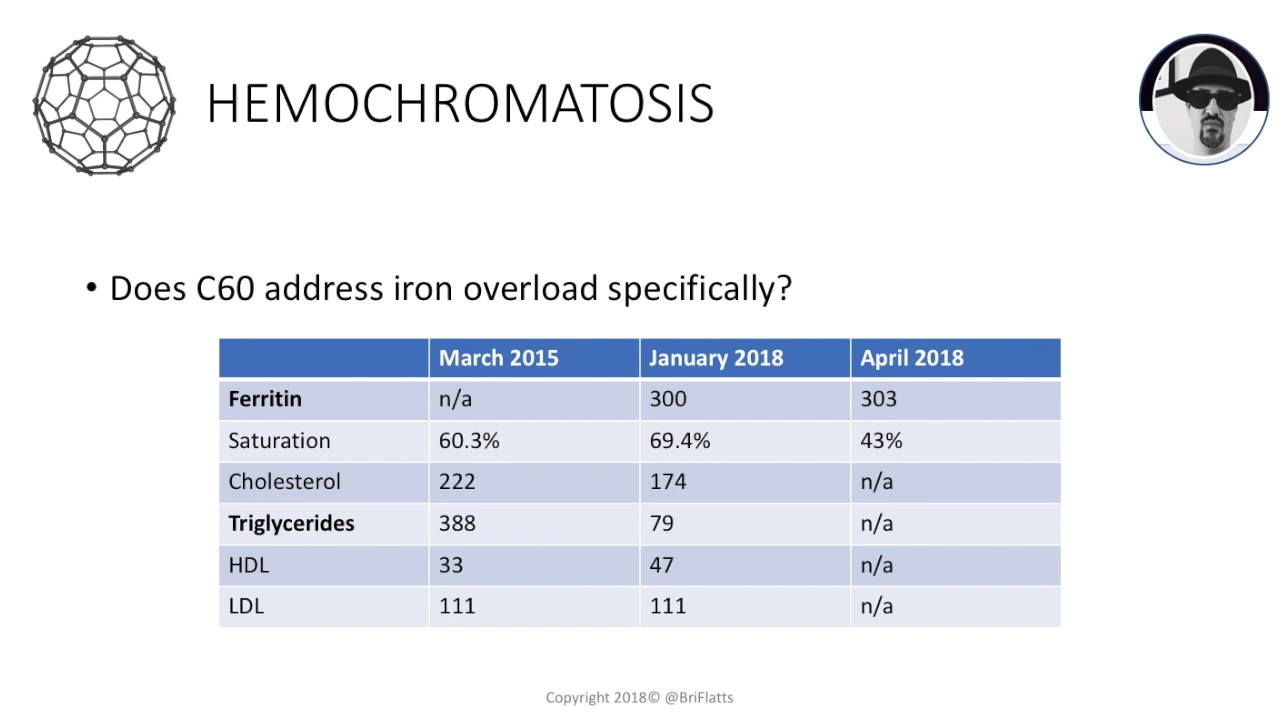 HEMOCHROMATOSIS
• Does C60 address iron overload specifically?
March 2015 January 2018 April 2018
Ferritin n/a 300 303
Saturation 60.3% 69.4% 43%
Cholesterol 222 174 n/a
Triglycerides 388 79 n/a
HDL 33 47 n/a
LDL 111 111 n/a
Copyright 2018© @BriFlatts